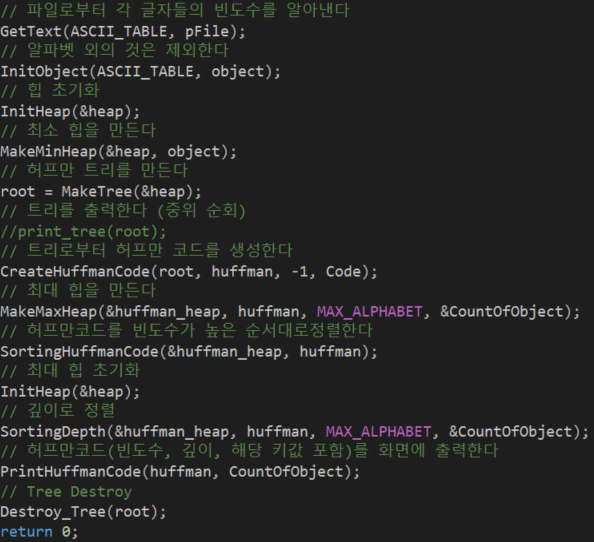 // 파일로부터 각 글자들의 빈도수를 알아낸다
GetText(ASCII_TABLE, pFile);
// 알파벳 외의 것은 제외한다
InitObject(ASCII_TABLE, object);
// 힙 초기화
InitHeap(&heap);
// 최소 힙을 만든다
MakeMinHeap(&heap, object);
// 허프만 트리를 만든다
root = MakeTree(&heap);
// 트리를 출력한다 (중위 순회)
//print_tree(root);
// 트리로부터 허프만 코드를 생성한다
CreateHuffmanCode(root, huffman, -1, Code);
// 최대 힙을 만든다
MakeMaxHeap(&huffman_heap, huffman, MAX_ALPHABET, &CountOfObject);
// 허프만코드를 빈도수가 높은 순서대로정렬한다
SortingHuffmanCode(&huffman_heap, huffman);
// 최대 힙 초기화
InitHeap(&heap);
// 깊이로 정렬
SortingDepth(&huffman_heap, huffman, MAX_ALPHABET, &CountOfObject);
// 허프만코드(빈도수, 깊이, 해당 키값 포함)를 화면에 출력한다
PrintHuffmanCode(huffman, CountOfObject);
// Tree Destroy
Destroy_Tree(root);
return 0;